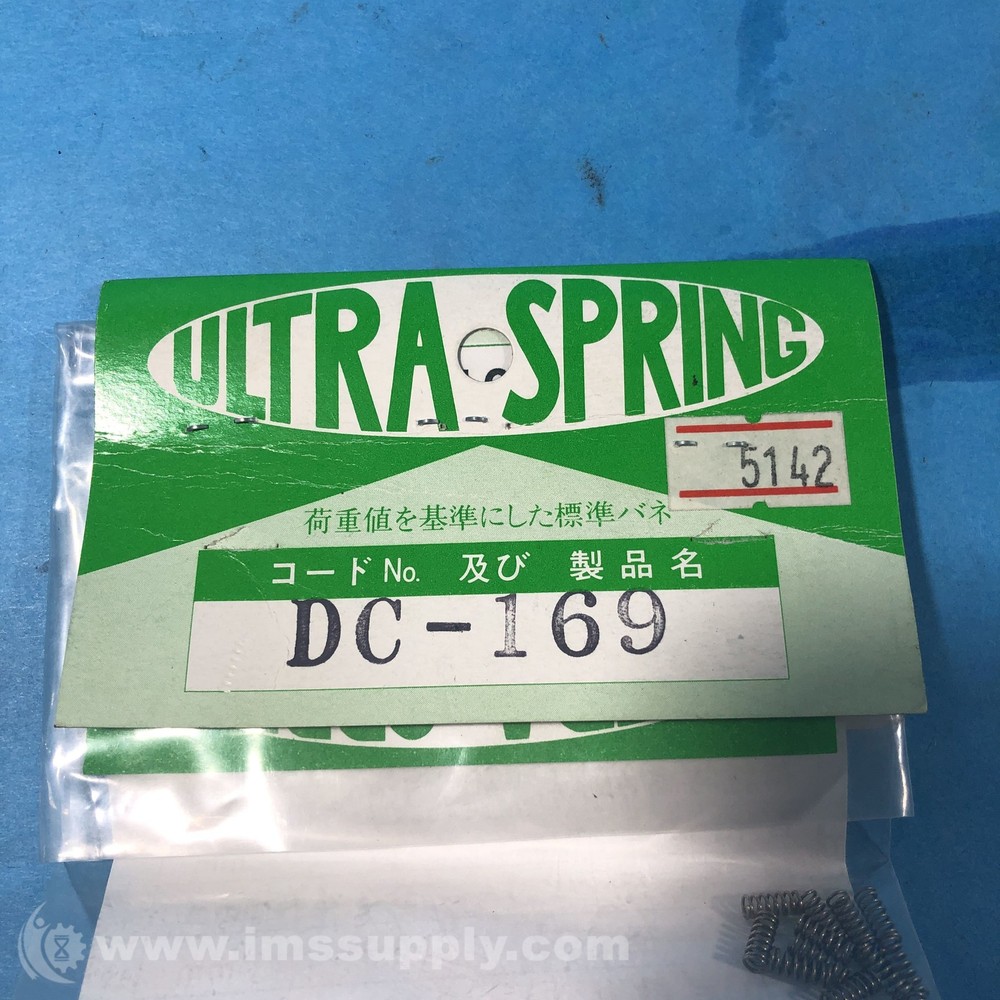 ULTRA SPRING
5142
荷重値を基準にした標準バネ
コードNo. 及び 製品名
DC-169
www.imssupply.com